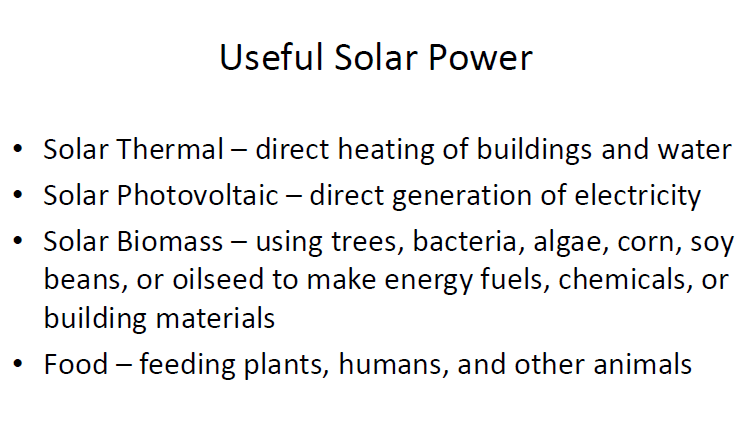 Useful Solar Power
• Solar Thermal – direct heating of buildings and water
• Solar Photovoltaic – direct generation of electricity
• Solar Biomass – using trees, bacteria, algae, corn, soy
beans, or oilseed to make energy fuels, chemicals, or
building materials
• Food – feeding plants, humans, and other animals